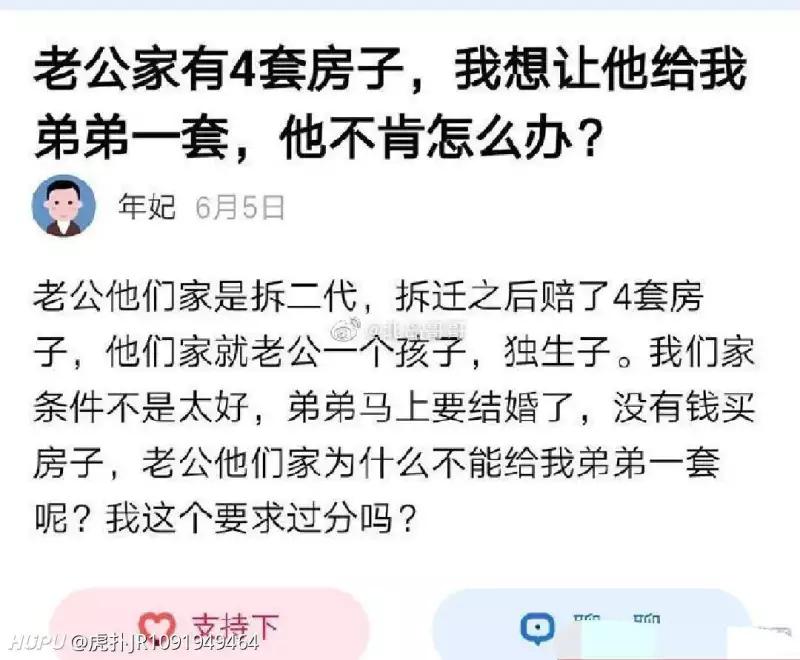 老公家有4套房子，我想让他给我
弟弟一套，他不肯怎么办？
年妃 6月5日
老公他们家是拆二代，拆迁之后赔了4套房
子，他们家就老公一个孩子，独生子。我们家
条件不是太好，弟弟马上要结婚了，没有钱买
房子，老公他们家为什么不能给我弟弟一套
呢？我这个要求过分吗？
支持下
HUPU @虎扑JR1091949464